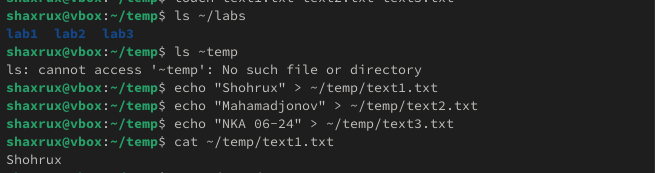 shaxrux@vbox:~/temp$ touch text1.txt text2.txt text3.txt
shaxrux@vbox:~/temp$ ls ~/labs
lab1  lab2  lab3
shaxrux@vbox:~/temp$ ls ~temp
ls: cannot access '~temp': No such file or directory
shaxrux@vbox:~/temp$ echo "Shohrux" > ~/temp/text1.txt
shaxrux@vbox:~/temp$ echo "Mahamadjonov" > ~/temp/text2.txt
shaxrux@vbox:~/temp$ echo "NKA 06-24" > ~/temp/text3.txt
shaxrux@vbox:~/temp$ cat ~/temp/text1.txt
Shohrux